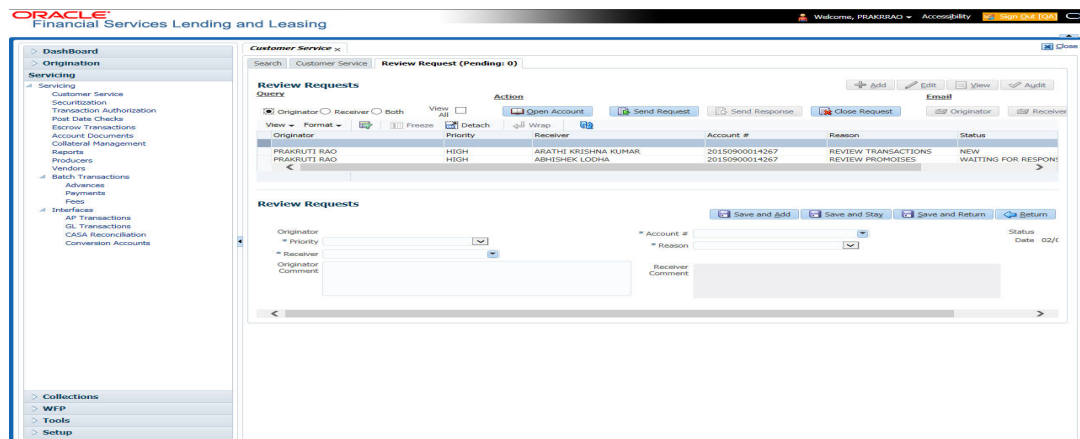 ORACLE
Financial Services Lending and Leasing
Welcome, PRAKRRAO Accessibility Sign Out [QA]
DashBoard
Origination
Servicing
Servicing
Customer Service
Securitization
Transaction Authorization
Post Date Checks
Escrow Transactions
Account Documents
Collateral Management
Reports
Producers
Vendors
Batch Transactions
Advances
Payments
Fees
Interfaces
AP Transactions
GL Transactions
CASA Reconciliation
Conversion Accounts
Collections
WFP
Tools
Setup
Customer Service x
Close
Search Customer Service Review Request (Pending: 0)
Review Requests
Add Edit View Audit
Query Action Email
Originator Receiver Both View All Open Account Send Request Send Response Close Request Originator Receiver
View Format Freeze Detach Wrap
Originator Priority Receiver Account # Reason Status
PRAKRUTI RAO HIGH ARATHI KRISHNA KUMAR 20150900014267 REVIEW TRANSACTIONS NEW
PRAKRUTI RAO HIGH ABHISHEK LODHA 20150900014267 REVIEW PROMOISES WAITING FOR RESPONS
Review Requests
Save and Add Save and Stay Save and Return Return
Originator * Account # Status
* Priority * Reason Date 02/0
* Receiver
Originator Comment
Receiver Comment